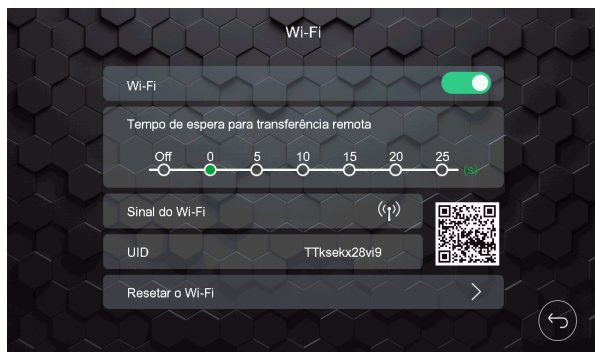 Wi-Fi
Wi-Fi
Tempo de espera para transferência remota
Off 0 5 10 15 20 25 (s)
Sinal do Wi-Fi
UID TTksekx28vi9
Resetar o Wi-Fi